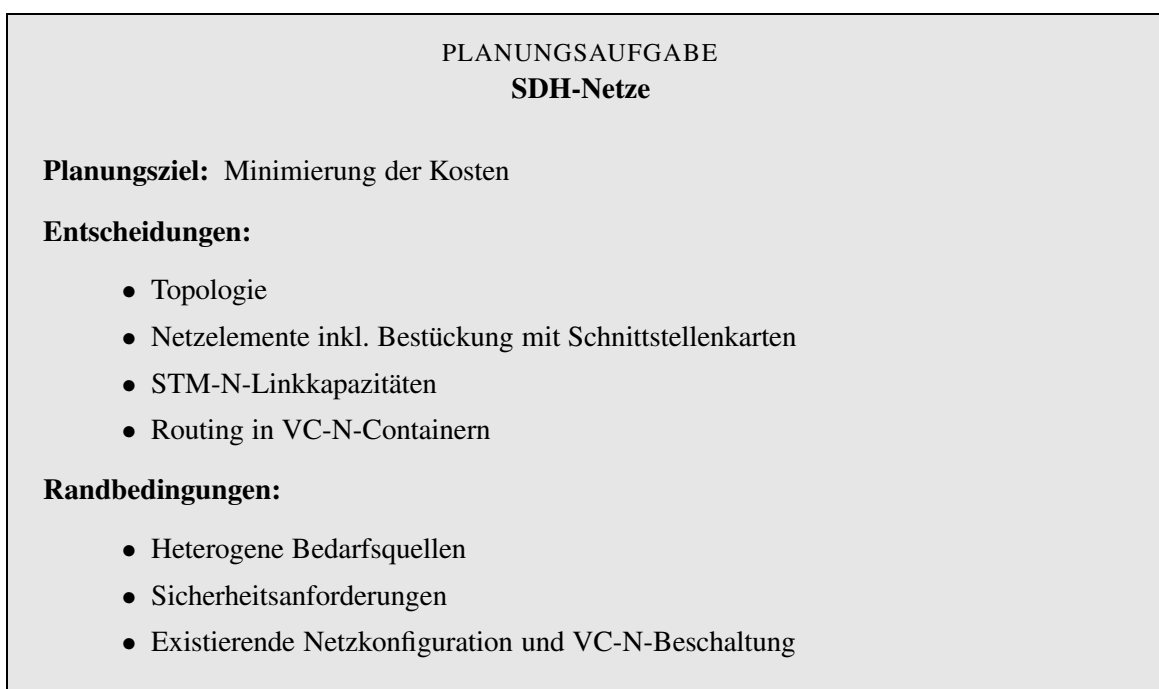 PLANUNGSAUFGABE
SDH-Netze
Planungsziel: Minimierung der Kosten
Entscheidungen:
• Topologie
• Netzelemente inkl. Bestückung mit Schnittstellenkarten
• STM-N-Linkkapazitäten
• Routing in VC-N-Containern
Randbedingungen:
• Heterogene Bedarfsquellen
• Sicherheitsanforderungen
• Existierende Netzkonfiguration und VC-N-Beschaltung